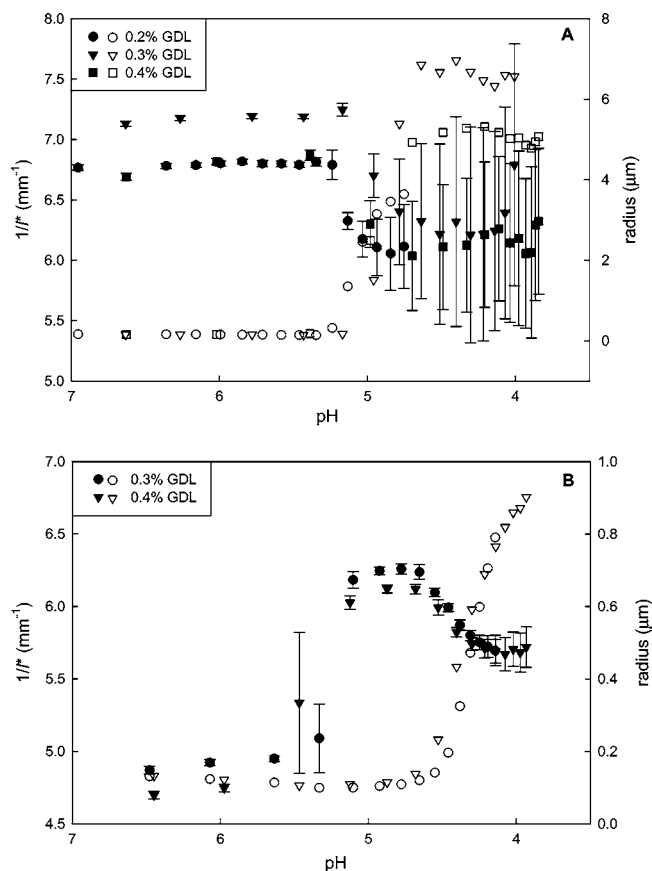 A
0.2% GDL
0.3% GDL
0.4% GDL
8.0
7.5
7.0
6.5
6.0
5.5
5.0
1/l* (mm-1)
8
6
4
2
0
radius (μm)
7
6
5
4
pH
B
0.3% GDL
0.4% GDL
7.0
6.5
6.0
5.5
5.0
4.5
1/l* (mm-1)
1.0
0.8
0.6
0.4
0.2
0.0
radius (μm)
7
6
5
4
pH